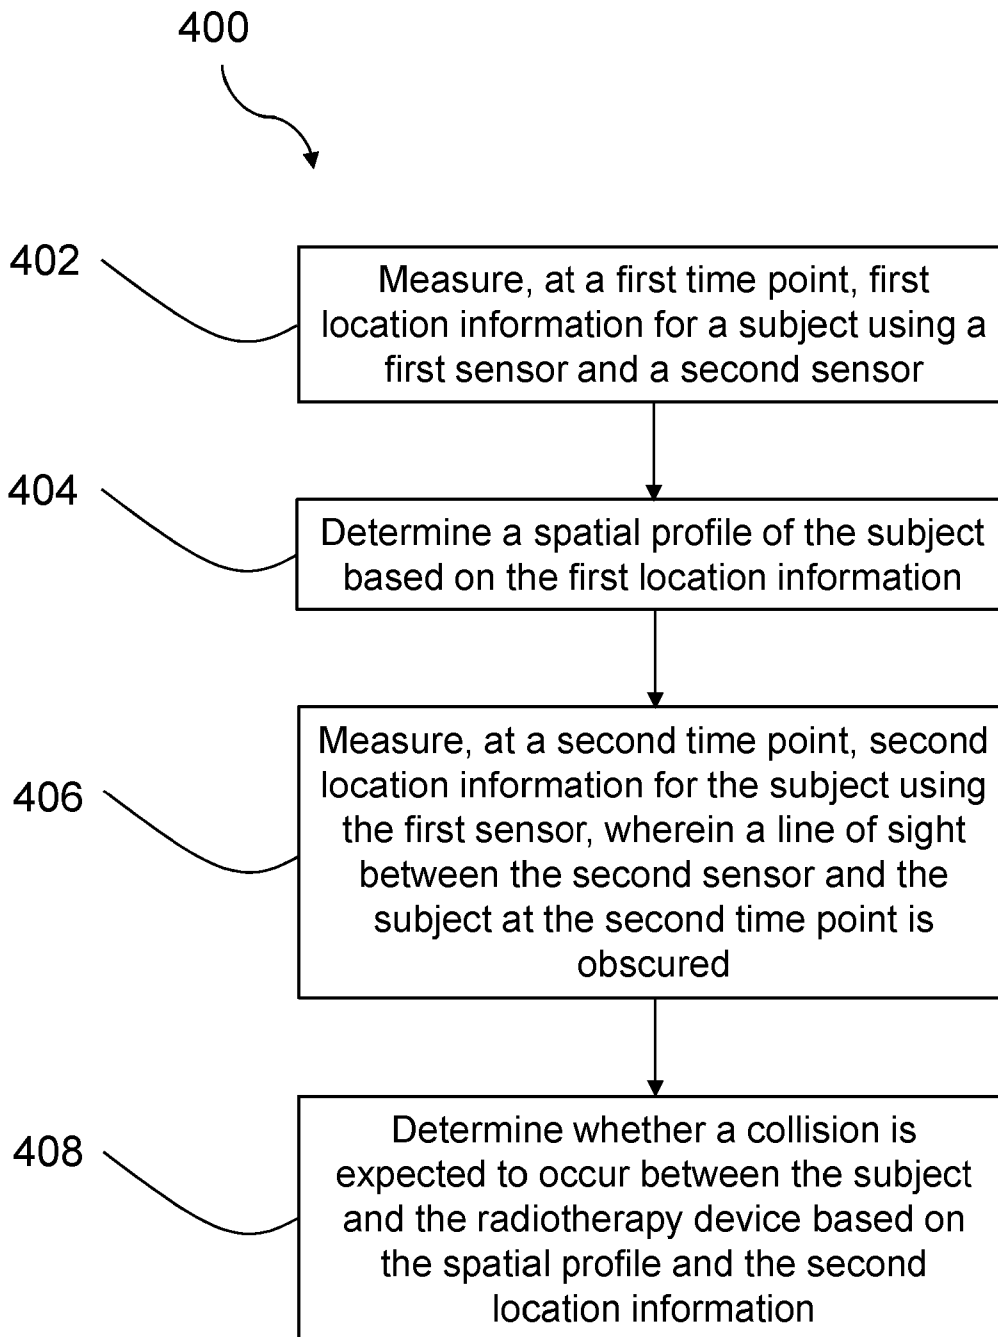 400
402
Measure, at a first time point, first
location information for a subject using a
first sensor and a second sensor
404
Determine a spatial profile of the subject
based on the first location information
406
Measure, at a second time point, second
location information for the subject using
the first sensor, wherein a line of sight
between the second sensor and the
subject at the second time point is
obscured
408
Determine whether a collision is
expected to occur between the subject
and the radiotherapy device based on
the spatial profile and the second
location information